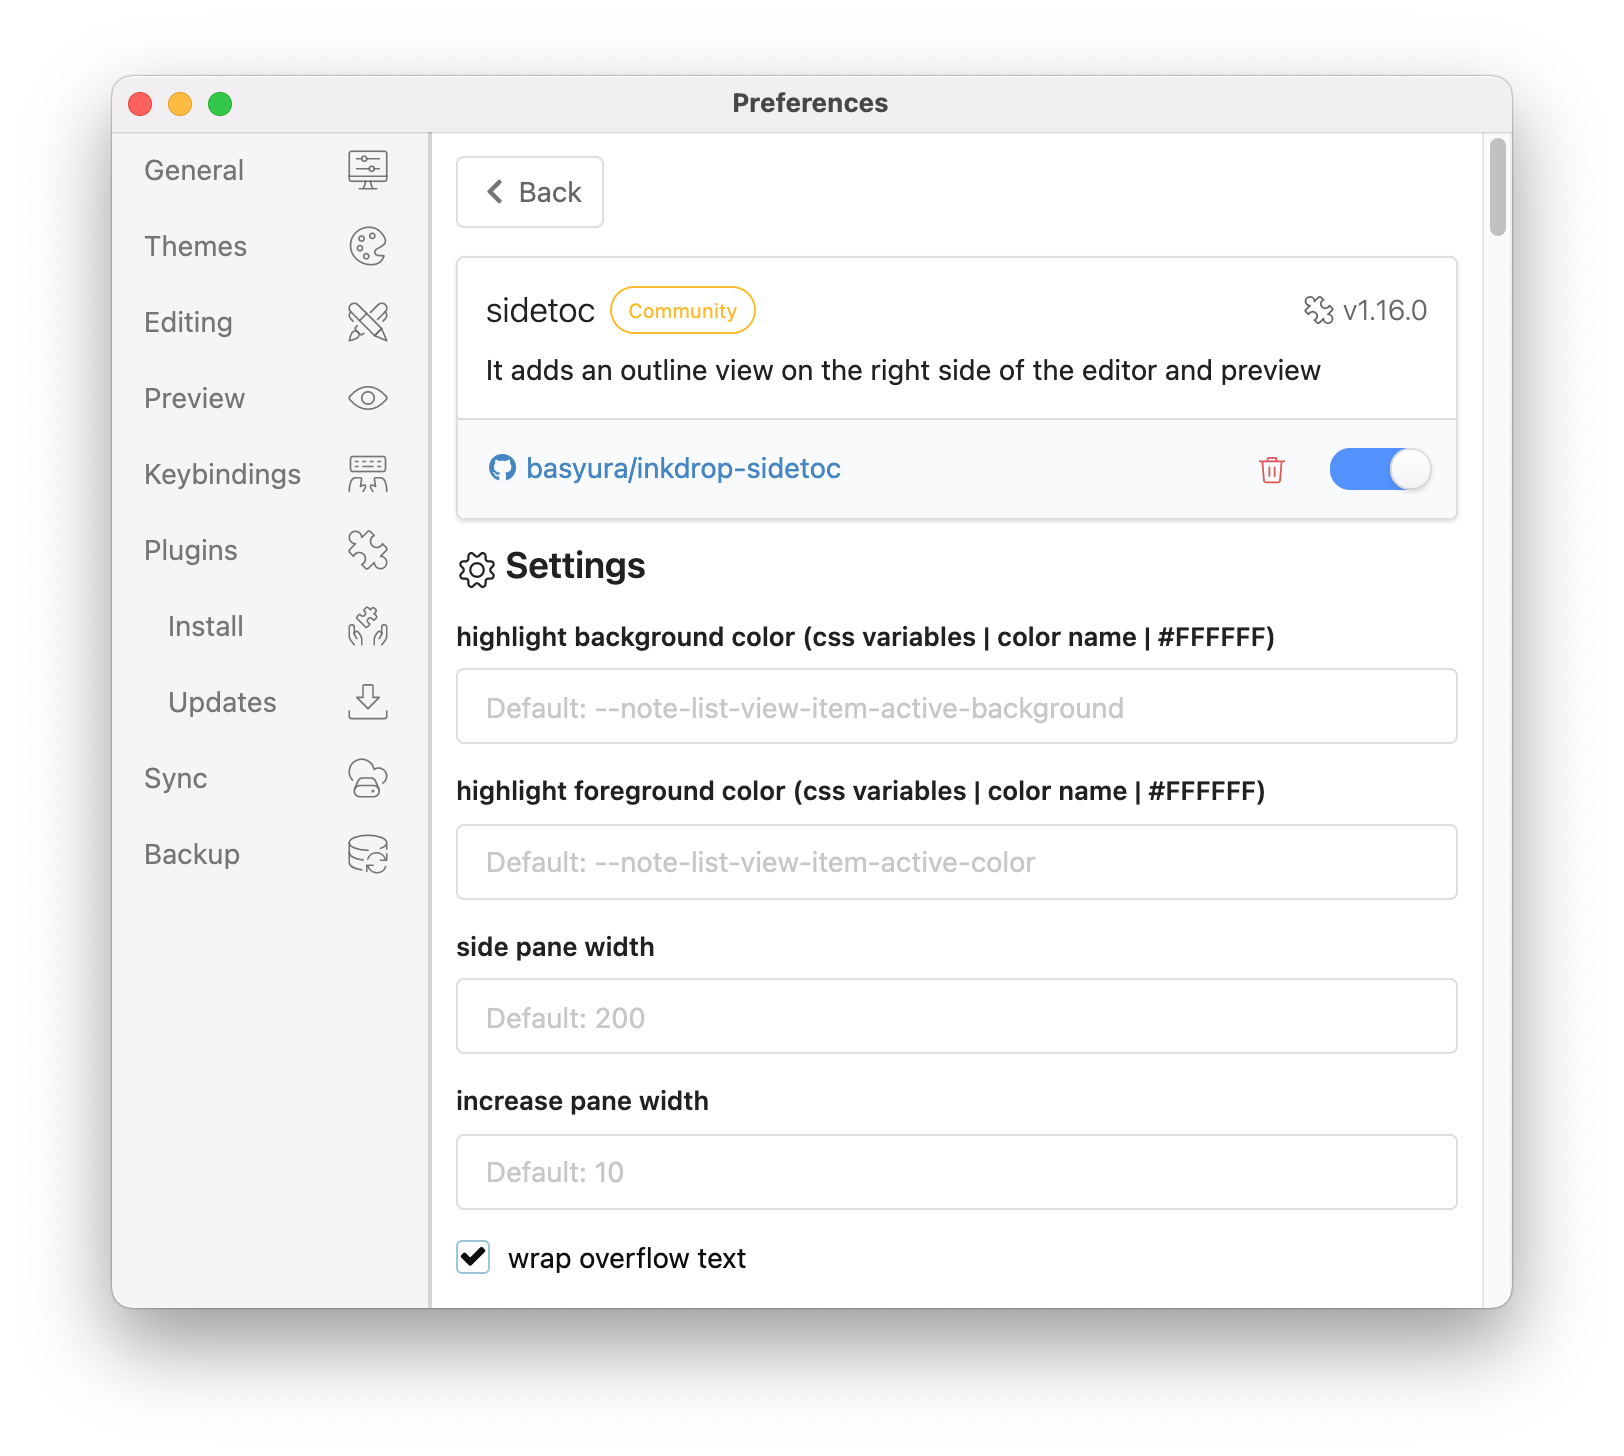 Preferences
General
Themes
Editing
Preview
Keybindings
Plugins
Install
Updates
Sync
Backup
Back
sidetoc Community v1.16.0
It adds an outline view on the right side of the editor and preview
basyura/inkdrop-sidetoc
Settings
highlight background color (css variables | color name | #FFFFFF)
Default: --note-list-view-item-active-background
highlight foreground color (css variables | color name | #FFFFFF)
Default: --note-list-view-item-active-color
side pane width
Default: 200
increase pane width
Default: 10
wrap overflow text